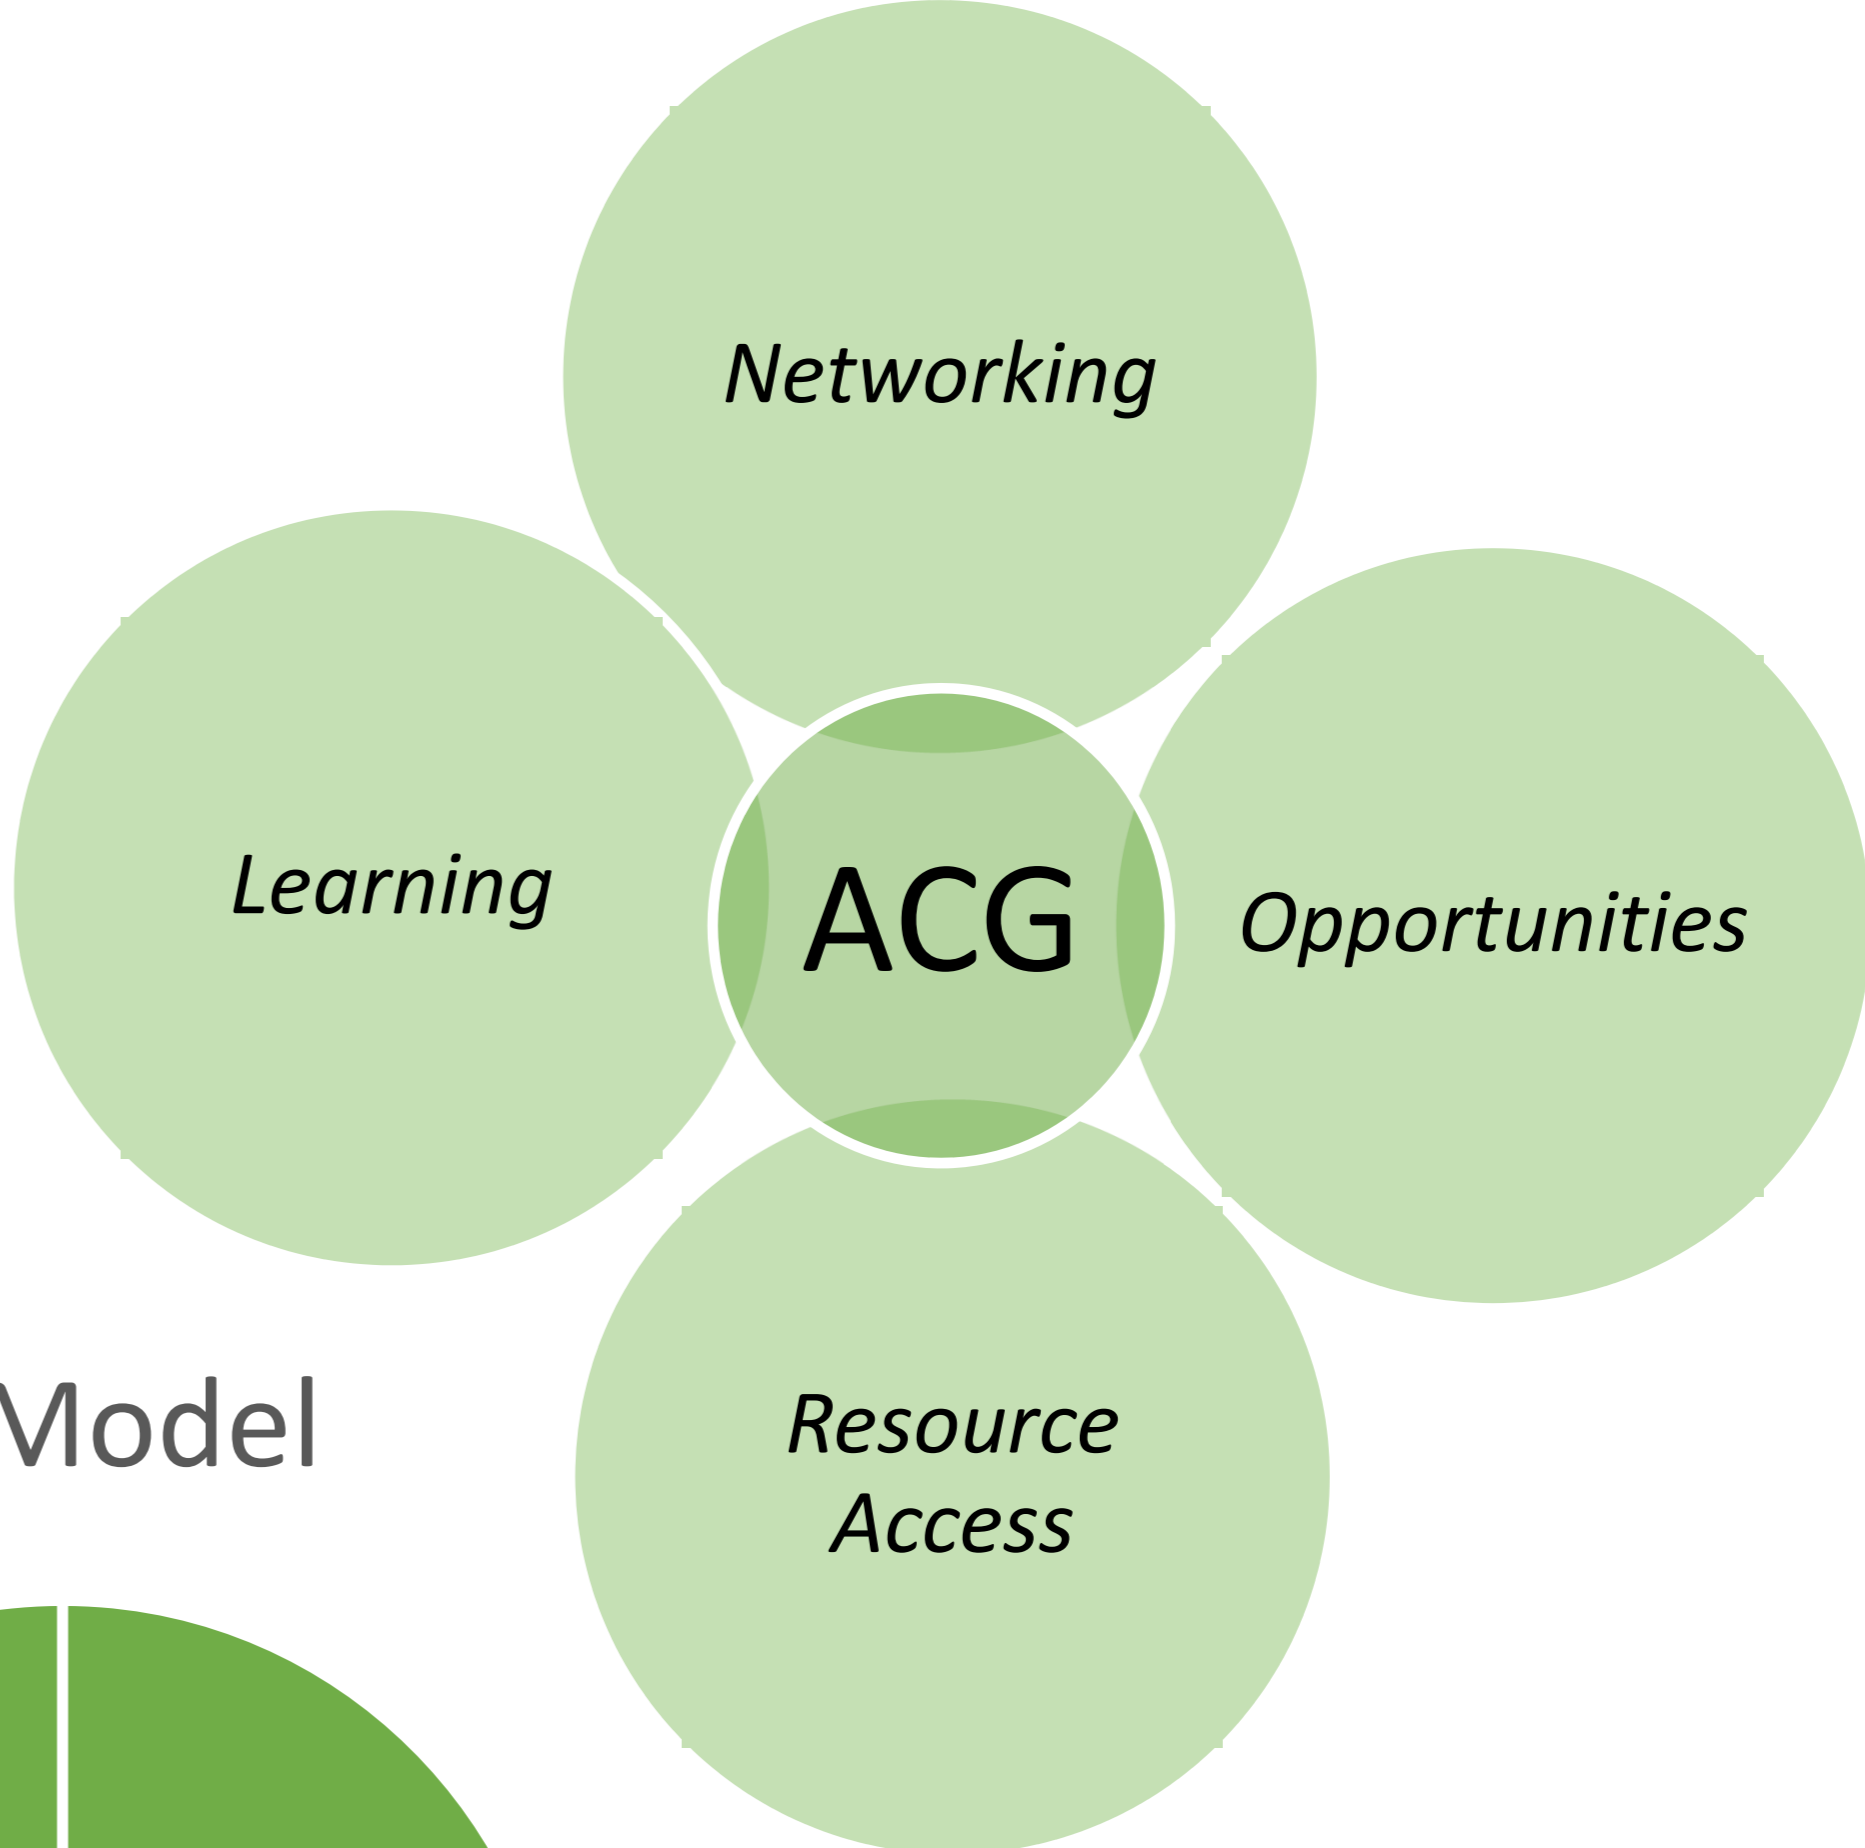 Networking
Learning
ACG
Opportunities
Model
Resource
Access